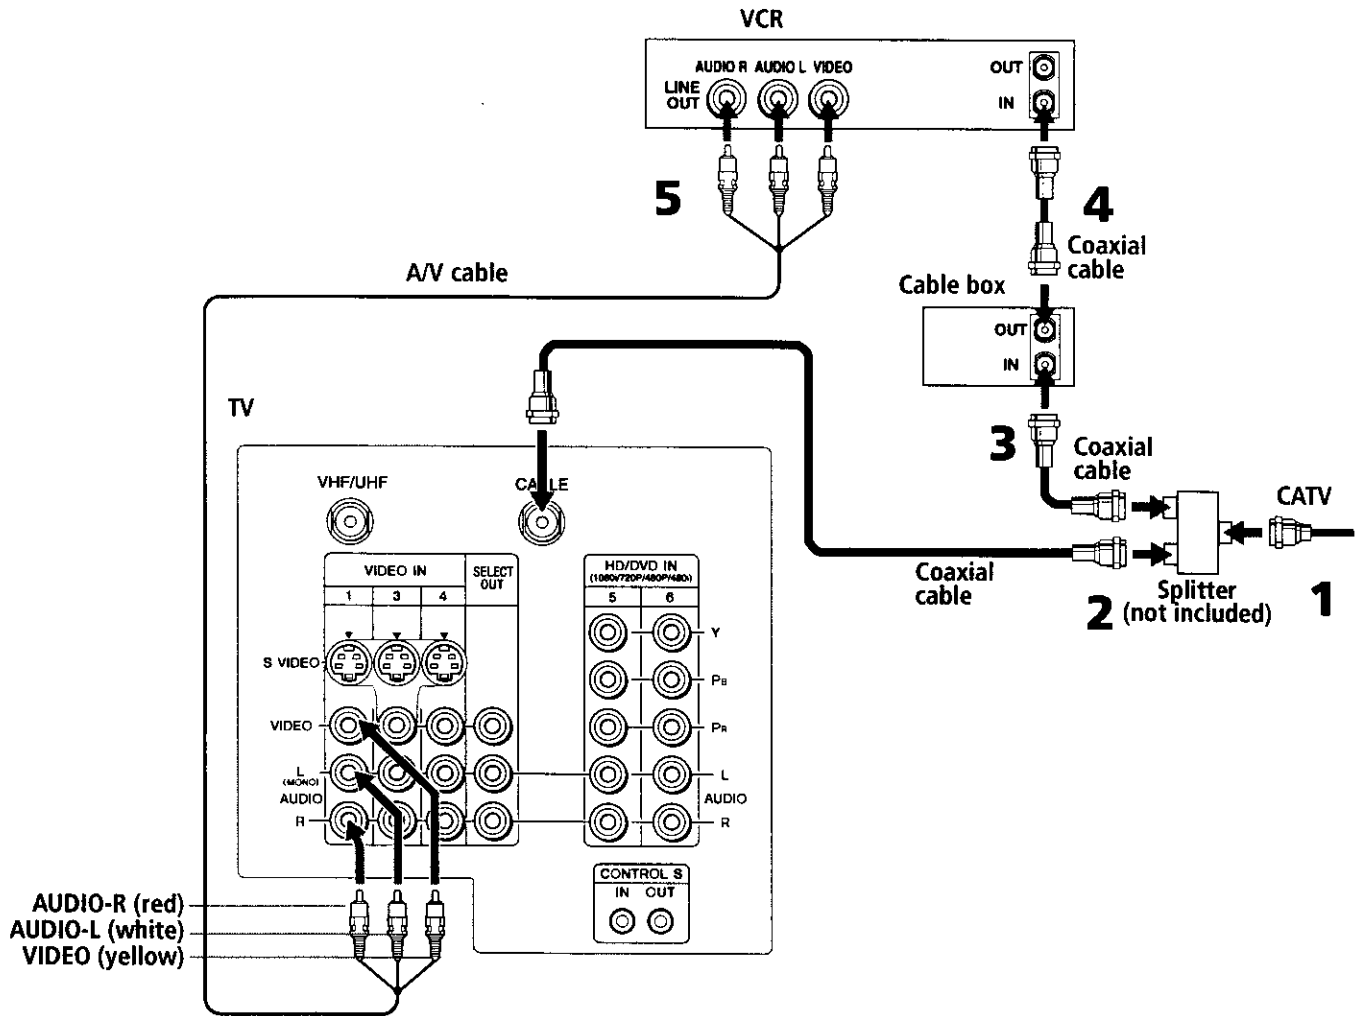 VCR
AUDIO R AUDIO L VIDEO
LINE
OUT
OUT
IN
5
4
Coaxial
cable
A/V cable
Cable box
OUT
IN
TV
3
Coaxial
cable
CATV
VHF/UHF
CABLE
Coaxial
cable
2
Splitter
(not included)
1
VIDEO IN
SELECT
OUT
1 3 4
HD/DVD IN
(1080i/720P/480P/480i)
5 6
S VIDEO
VIDEO
L
(MONO)
AUDIO
R
Y
PB
PR
L
AUDIO
R
CONTROL S
IN OUT
AUDIO-R (red)
AUDIO-L (white)
VIDEO (yellow)